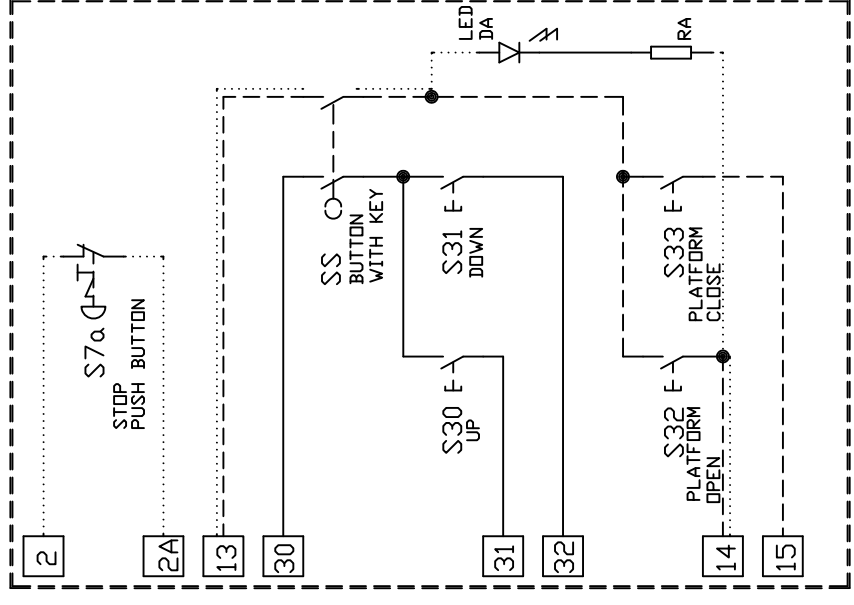 LED
DA
RA
SS
BUTTON
WITH KEY
S31
DOWN
S33
PLATFORM
CLOSE
S7a
STOP
PUSH BUTTON
S30
UP
S32
PLATFORM
OPEN
2
2A
13
30
31
32
14
15